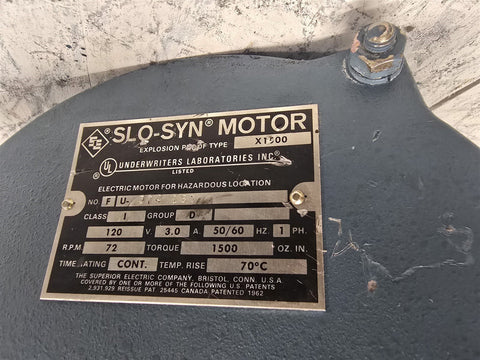 ® SLO-SYN® MOTOR
EXPLOSION PROOF TYPE X1500
UL ® UNDERWRITERS LABORATORIES INC.®
LISTED
ELECTRIC MOTOR FOR HAZARDOUS LOCATION
NO. FU-
CLASS I GROUP D
120 V. 3.0 A. 50/60 HZ. 1 PH.
R.P.M. 72 TORQUE 1500 OZ. IN.
TIME RATING CONT. TEMP. RISE 70°C
THE SUPERIOR ELECTRIC COMPANY, BRISTOL, CONN. U.S.A.
COVERED BY ONE OR MORE OF THE FOLLOWING U.S. PATENTS
2,931,929 REISSUE PAT. 25445 CANADA PATENTED 1962